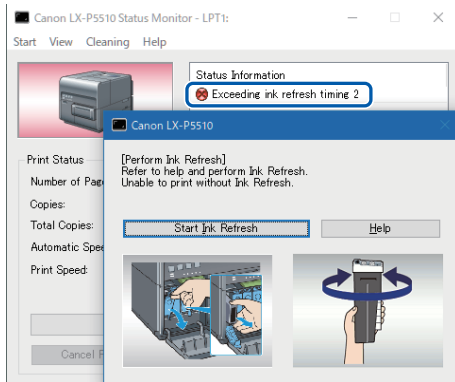 Canon LX-P5510 Status Monitor - LPT1:
Start View Cleaning Help
Status Information
Exceeding ink refresh timing 2
Canon LX-P5510
Print Status
[Perform Ink Refresh]
Refer to help and perform Ink Refresh.
Number of
Unable to print without Ink Refresh.
Copies:
Total Copies:
Start Ink Refresh
Help
Automatic
Print Speed:
Cancel